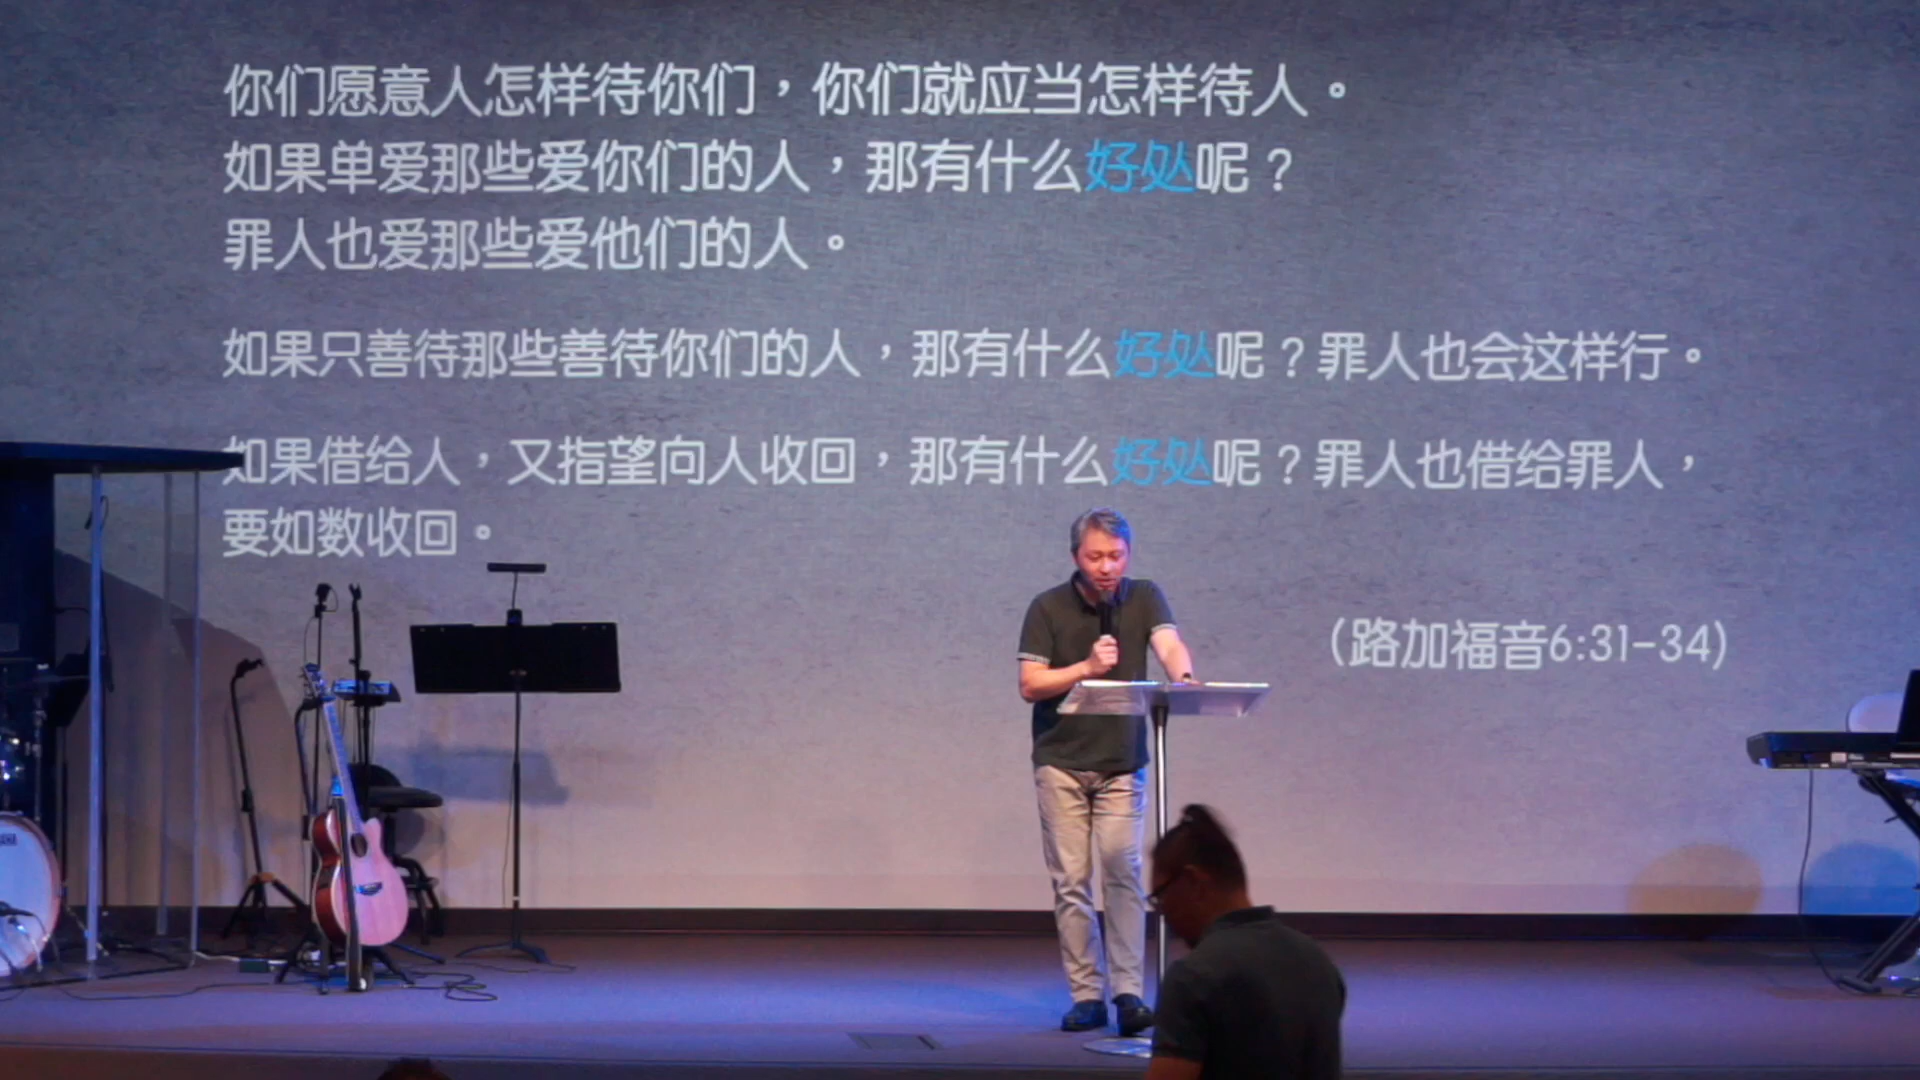 你们愿意人怎样待你们，你们就应当怎样待人。
如果单爱那些爱你们的人，那有什么好处呢？
罪人也爱那些爱他们的人。
如果只善待那些善待你们的人，那有什么好处呢？罪人也会这样行。
如果借给人，又指望向人收回，那有什么好处呢？罪人也借给罪人，
要如数收回。
(路加福音6:31-34)